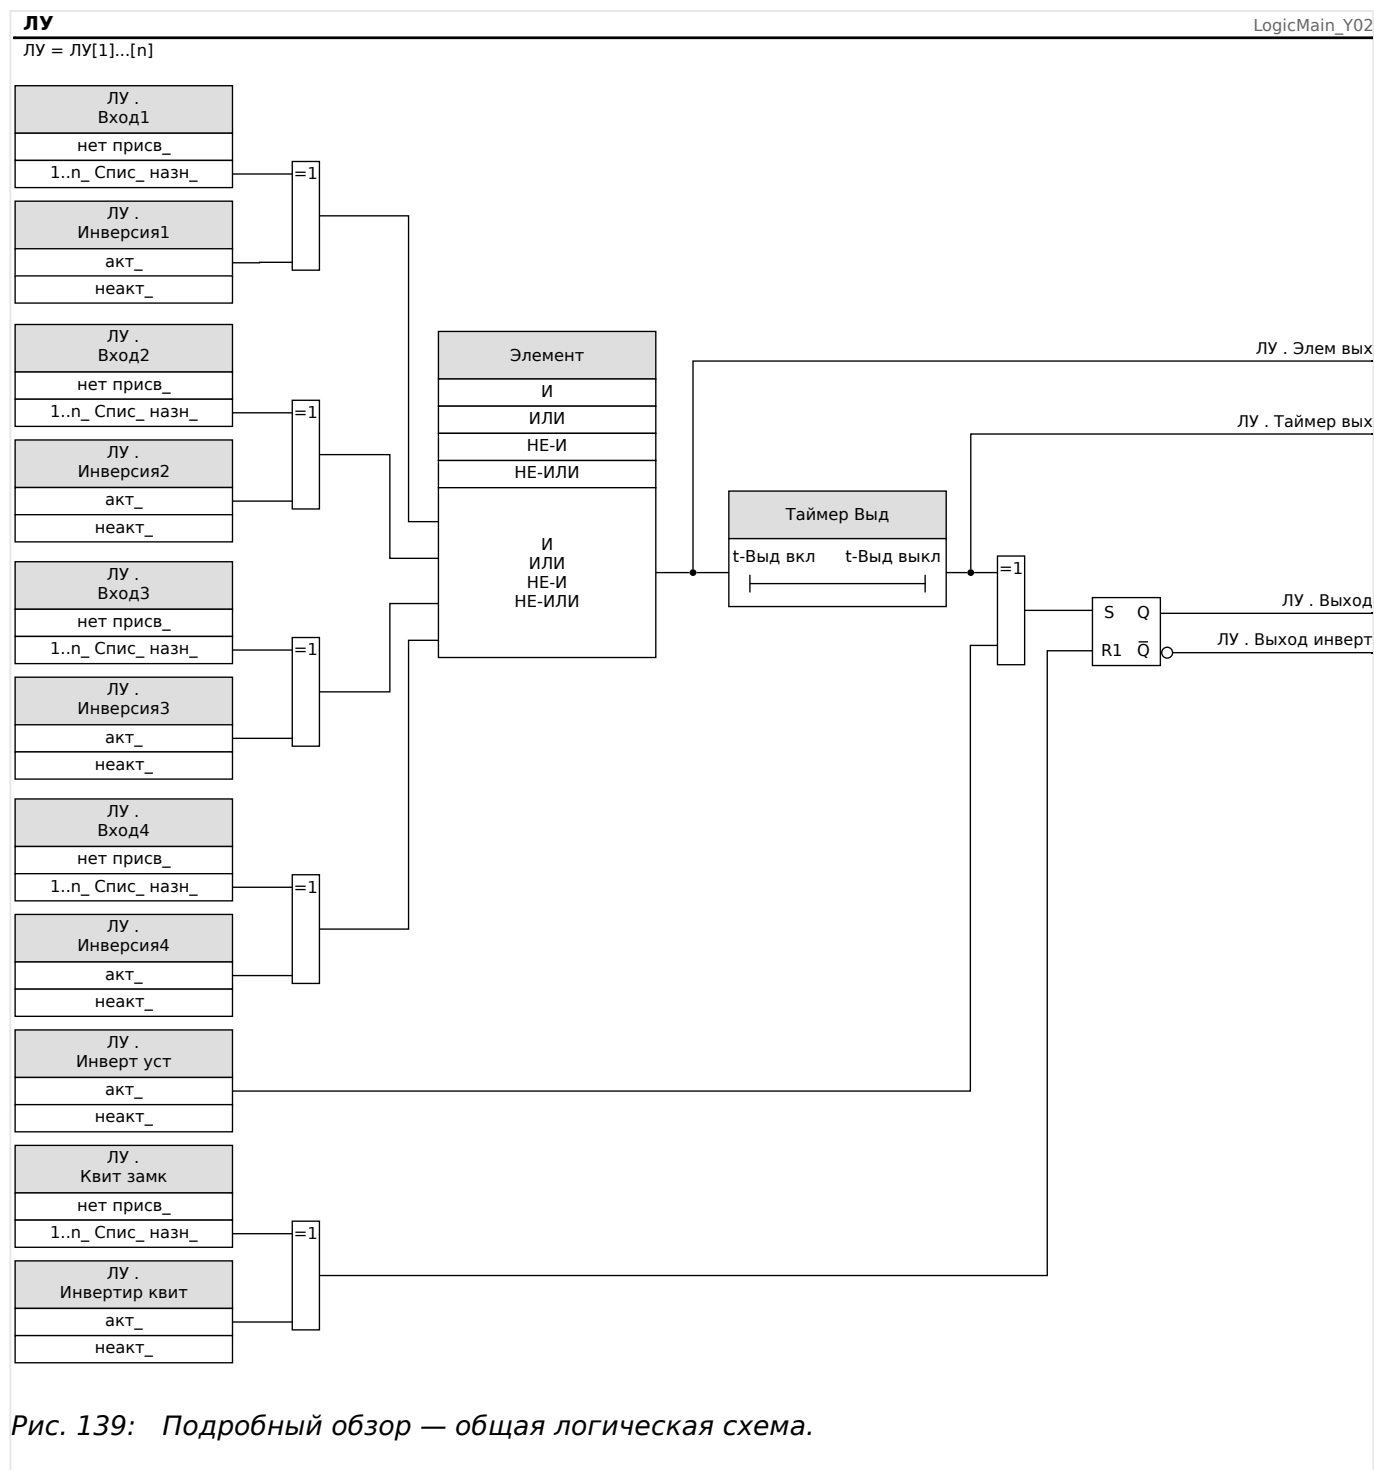 ЛУ
LogicMain_Y02
ЛУ = ЛУ[1]...[n]
ЛУ .
Вход1
нет присв_
1..n_ Спис_ назн_
=1
ЛУ .
Инверсия1
акт_
неакт_
ЛУ .
Вход2
нет присв_
1..n_ Спис_ назн_
=1
ЛУ .
Инверсия2
акт_
неакт_
ЛУ .
Вход3
нет присв_
1..n_ Спис_ назн_
=1
ЛУ .
Инверсия3
акт_
неакт_
ЛУ .
Вход4
нет присв_
1..n_ Спис_ назн_
=1
ЛУ .
Инверсия4
акт_
неакт_
ЛУ .
Инверт уст
акт_
неакт_
ЛУ .
Квит замк
нет присв_
1..n_ Спис_ назн_
=1
ЛУ .
Инвертир квит
акт_
неакт_
Элемент
И
ИЛИ
НЕ-И
НЕ-ИЛИ
И
ИЛИ
НЕ-И
НЕ-ИЛИ
Таймер Выд
t-Выд вкл t-Выд выкл
=1
S Q
R1 Q̅
ЛУ . Элем вых
ЛУ . Таймер вых
ЛУ . Выход
ЛУ . Выход инверт
Рис. 139: Подробный обзор — общая логическая схема.